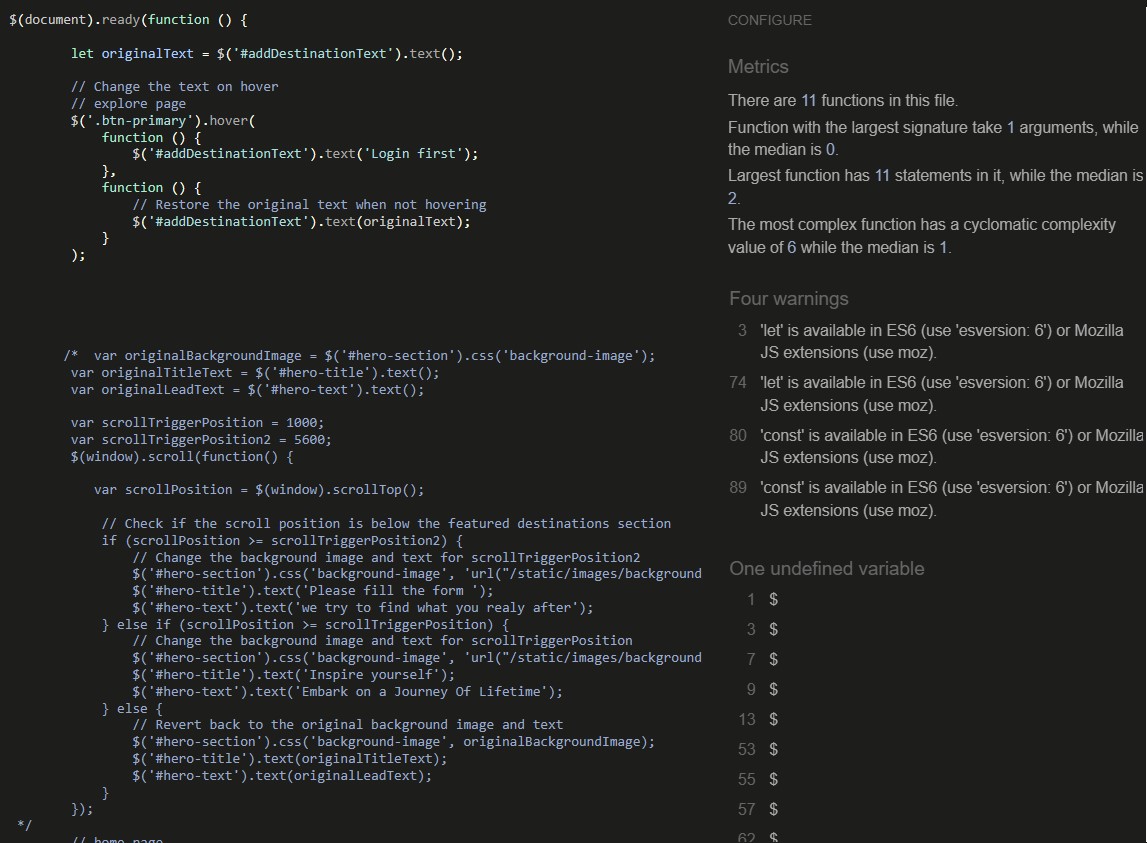 $(document).ready(function () {
let originalText = $('#addDestinationText').text();
// Change the text on hover
// explore page
$('.btn-primary').hover(
function () {
$('#addDestinationText').text('Login first');
},
function () {
// Restore the original text when not hovering
$('#addDestinationText').text(originalText);
}
);
/*  var originalBackgroundImage = $('#hero-section').css('background-image');
var originalTitleText = $('#hero-title').text();
var originalLeadText = $('#hero-text').text();
var scrollTriggerPosition = 1000;
var scrollTriggerPosition2 = 5600;
$(window).scroll(function() {
var scrollPosition = $(window).scrollTop();
// Check if the scroll position is below the featured destinations section
if (scrollPosition >= scrollTriggerPosition2) {
// Change the background image and text for scrollTriggerPosition2
$('#hero-section').css('background-image', 'url("/static/images/background
$('#hero-title').text('Please fill the form ');
$('#hero-text').text('we try to find what you realy after');
} else if (scrollPosition >= scrollTriggerPosition) {
// Change the background image and text for scrollTriggerPosition
$('#hero-section').css('background-image', 'url("/static/images/background
$('#hero-title').text('Inspire yourself');
$('#hero-text').text('Embark on a Journey Of Lifetime');
} else {
// Revert back to the original background image and text
$('#hero-section').css('background-image', originalBackgroundImage);
$('#hero-title').text(originalTitleText);
$('#hero-text').text(originalLeadText);
}
});
*/
// home page
CONFIGURE
Metrics
There are 11 functions in this file.
Function with the largest signature take 1 arguments, while
the median is 0.
Largest function has 11 statements in it, while the median is
2.
The most complex function has a cyclomatic complexity
value of 6 while the median is 1.
Four warnings
3 'let' is available in ES6 (use 'esversion: 6') or Mozilla
JS extensions (use moz).
74 'let' is available in ES6 (use 'esversion: 6') or Mozilla
JS extensions (use moz).
80 'const' is available in ES6 (use 'esversion: 6') or Mozilla
JS extensions (use moz).
89 'const' is available in ES6 (use 'esversion: 6') or Mozilla
JS extensions (use moz).
One undefined variable
1 $
3 $
7 $
9 $
13 $
53 $
55 $
57 $
62 $